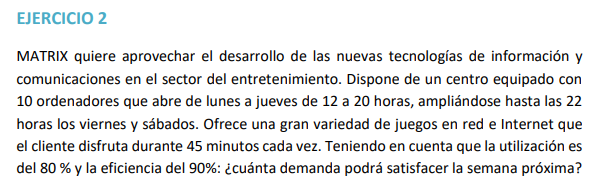 EJERCICIO 2
MATRIX quiere aprovechar el desarrollo de las nuevas tecnologías de información y
comunicaciones en el sector del entretenimiento. Dispone de un centro equipado con
10 ordenadores que abre de lunes a jueves de 12 a 20 horas, ampliándose hasta las 22
horas los viernes y sábados. Ofrece una gran variedad de juegos en red e Internet que
el cliente disfruta durante 45 minutos cada vez. Teniendo en cuenta que la utilización es
del 80 % y la eficiencia del 90%: ¿cuánta demanda podrá satisfacer la semana próxima?